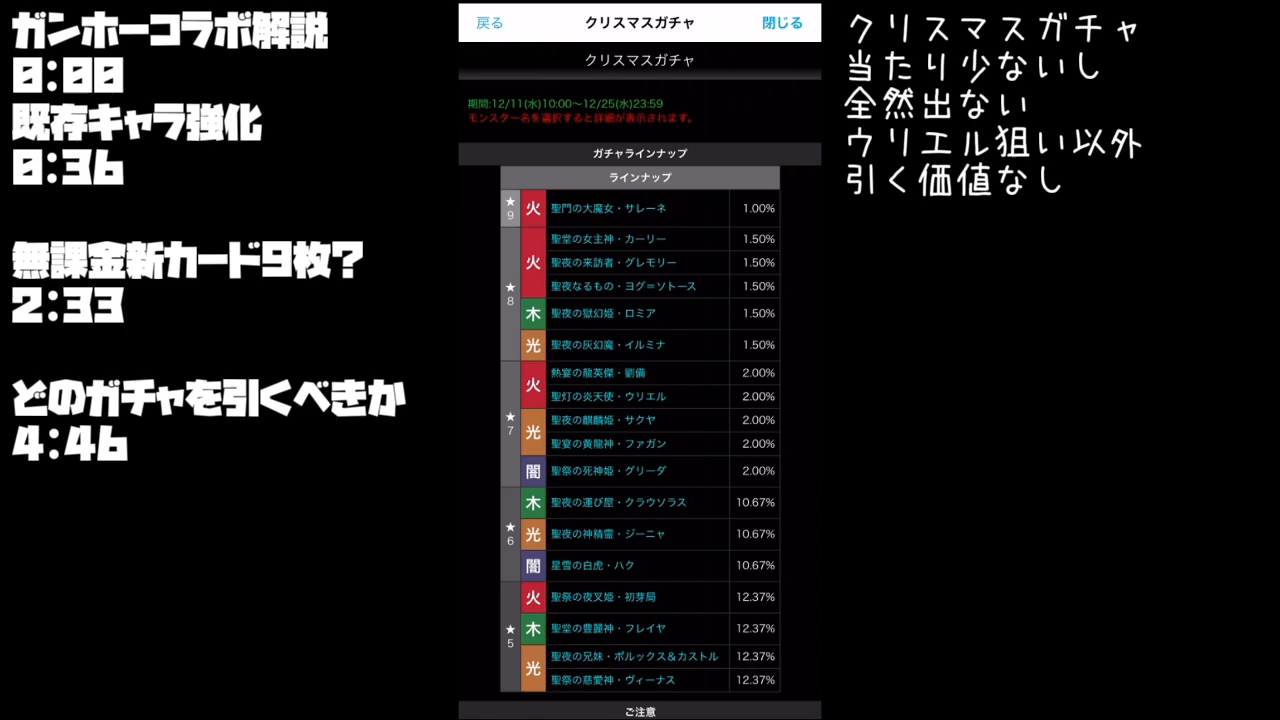 ガンホーコラボ解説
0:00
既存キャラ強化
0:36
無課金新カード9枚?
2:33
どのガチャを引くべきか
4:46
戻る
クリスマスガチャ
閉じる
クリスマスガチャ
期間:12/11(水)10:00〜12/25(水)23:59
モンスター名を選択すると詳細が表示されます。
ガチャラインナップ
ラインナップ
★9 火 聖門の大魔女・サレーネ 1.00%
★8 火 聖堂の女主神・カーリー 1.50%
聖夜の来訪者・グレモリー 1.50%
聖夜なるもの・ヨグ=ソトース 1.50%
木 聖夜の獄幻姫・ロミア 1.50%
光 聖夜の灰幻魔・イルミナ 1.50%
★7 火 熱宴の龍英傑・劉備 2.00%
聖灯の炎天使・ウリエル 2.00%
光 聖夜の麒麟姫・サクヤ 2.00%
聖宴の黄龍神・ファガン 2.00%
闇 聖祭の死神姫・グリーダ 2.00%
★6 木 聖夜の運び屋・クラウソラス 10.67%
光 聖夜の神精霊・ジーニャ 10.67%
闇 星雪の白虎・ハク 10.67%
★5 火 聖祭の夜叉姫・初芽局 12.37%
木 聖堂の豊麗神・フレイヤ 12.37%
光 聖夜の兄妹・ポルックス&カストル 12.37%
聖祭の慈愛神・ヴィーナス 12.37%
ご注意
クリスマスガチャ
当たり少ないし
全然出ない
ウリエル狙い以外
引く価値なし